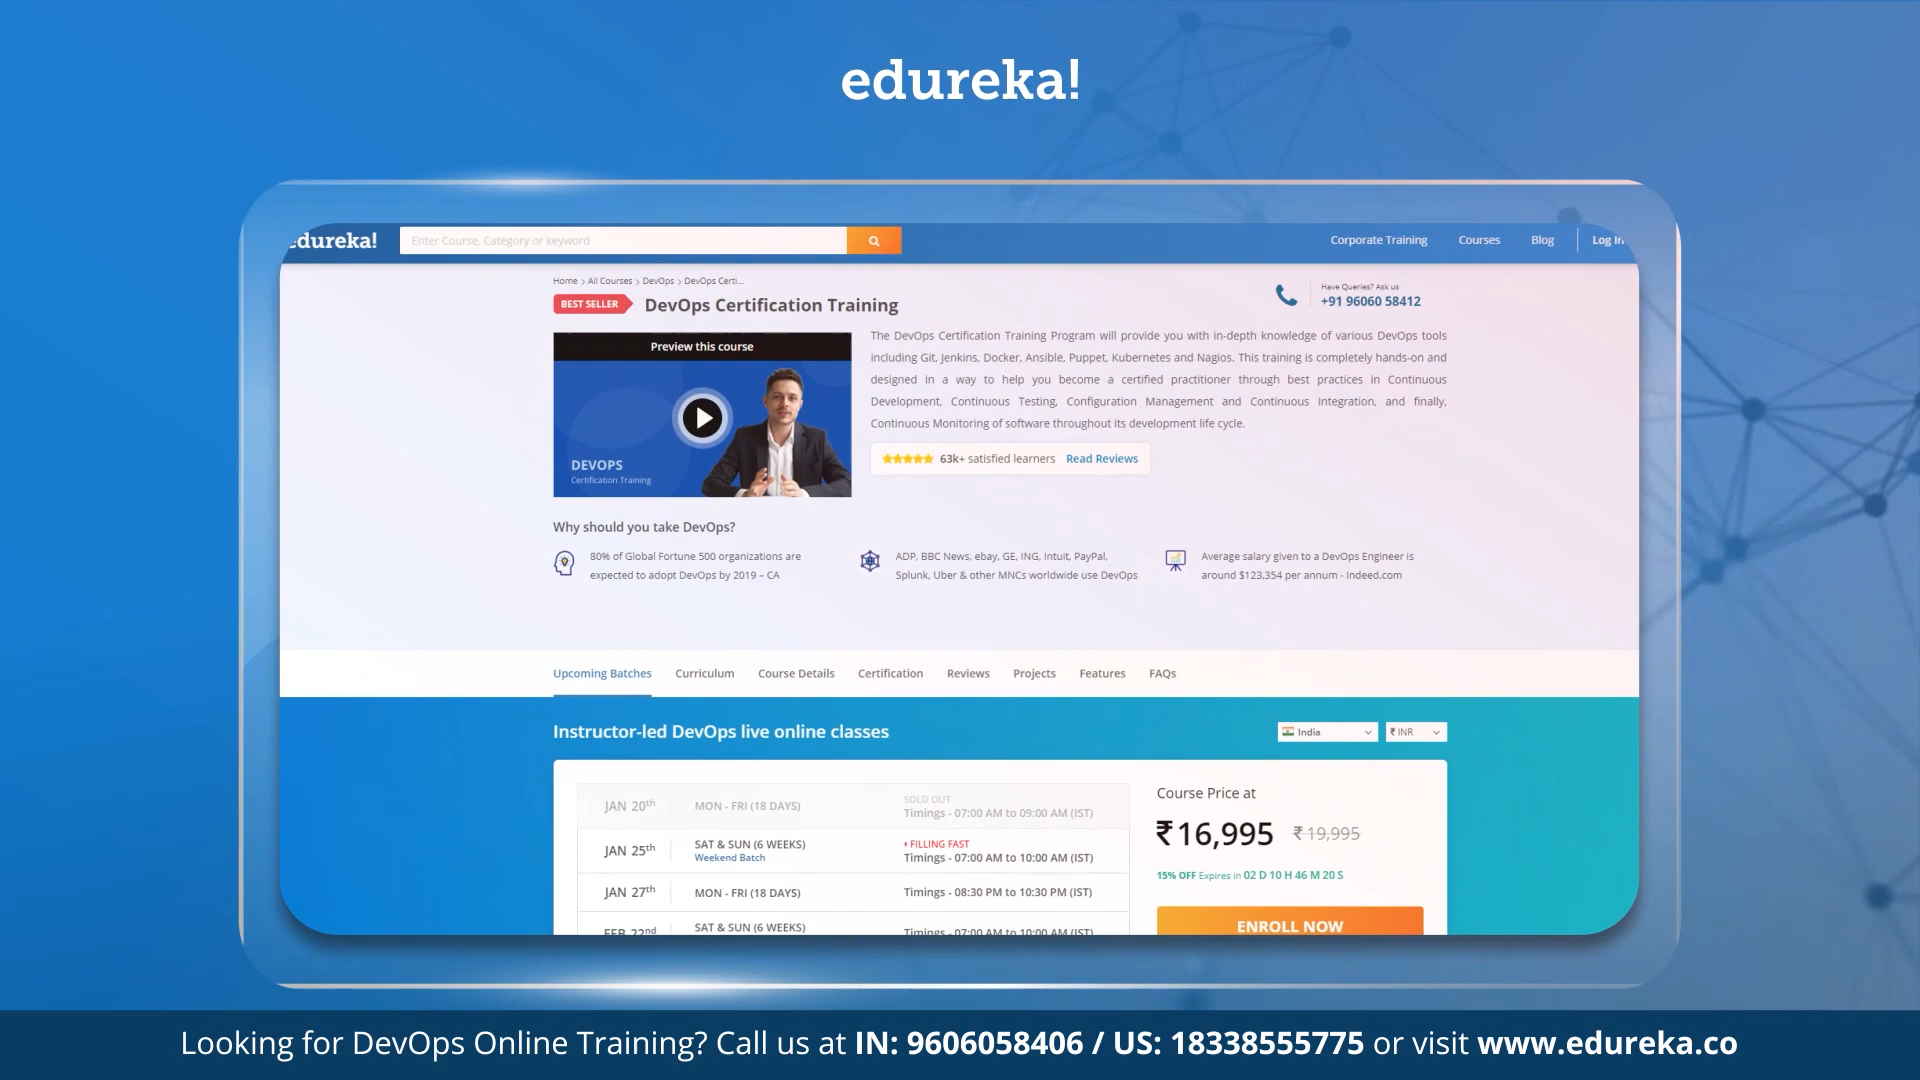 edureka!
edureka!
Enter Course, Category or keyword
Corporate Training
Courses
Blog
Log In
Home > All Courses > DevOps > DevOps Certi...
BEST SELLER
DevOps Certification Training
Have Queries? Ask us
+91 96060 58412
Preview this course
DEVOPS
Certification Training
The DevOps Certification Training Program will provide you with in-depth knowledge of various DevOps tools
including Git, Jenkins, Docker, Ansible, Puppet, Kubernetes and Nagios. This training is completely hands-on and
designed in a way to help you become a certified practitioner through best practices in Continuous
Development, Continuous Testing, Configuration Management and Continuous Integration, and finally,
Continuous Monitoring of software throughout its development life cycle.
63k+ satisfied learners Read Reviews
Why should you take DevOps?
80% of Global Fortune 500 organizations are
expected to adopt DevOps by 2019 – CA
ADP, BBC News, ebay, GE, ING, Intuit, PayPal,
Splunk, Uber & other MNCs worldwide use DevOps
Average salary given to a DevOps Engineer is
around $123,354 per annum - Indeed.com
Upcoming Batches
Curriculum
Course Details
Certification
Reviews
Projects
Features
FAQs
Instructor-led DevOps live online classes
India
₹ INR
JAN 20th
MON - FRI (18 DAYS)
SOLD OUT
Timings - 07:00 AM to 09:00 AM (IST)
JAN 25th
SAT & SUN (6 WEEKS)
Weekend Batch
FILLING FAST
Timings - 07:00 AM to 10:00 AM (IST)
JAN 27th
MON - FRI (18 DAYS)
Timings - 08:30 PM to 10:30 PM (IST)
FEB 22nd
SAT & SUN (6 WEEKS)
Timings - 07:00 AM to 10:00 AM (IST)
Course Price at
₹16,995 ₹19,995
15% OFF Expires in 02 D 10 H 46 M 20 S
ENROLL NOW
Looking for DevOps Online Training? Call us at IN: 9606058406 / US: 18338555775 or visit www.edureka.co